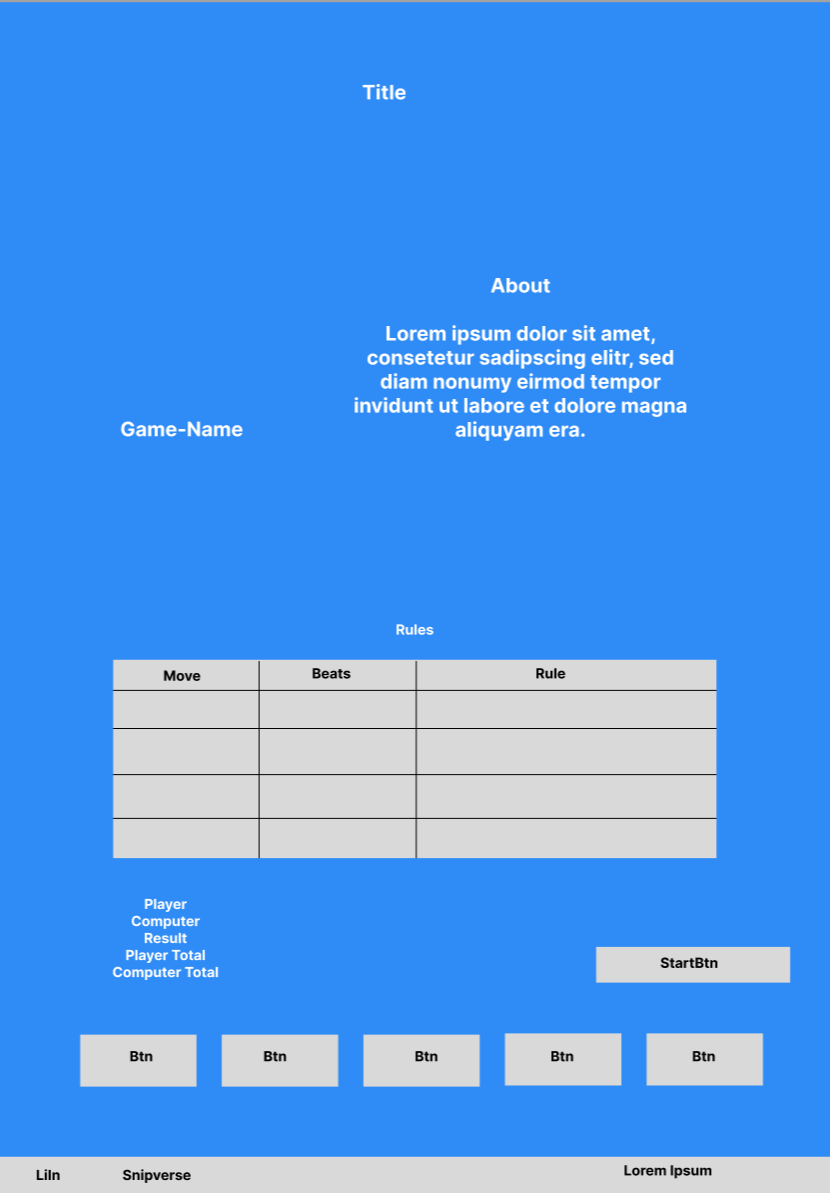 Title
About
Lorem ipsum dolor sit amet,
consetetur sadipscing elitr, sed
diam nonumy eirmod tempor
invidunt ut labore et dolore magna
aliquyam era.
Game-Name
Rules
Move Beats Rule
Player
Computer
Result
Player Total
Computer Total
StartBtn
Btn Btn Btn Btn Btn
Liln Snipverse Lorem Ipsum